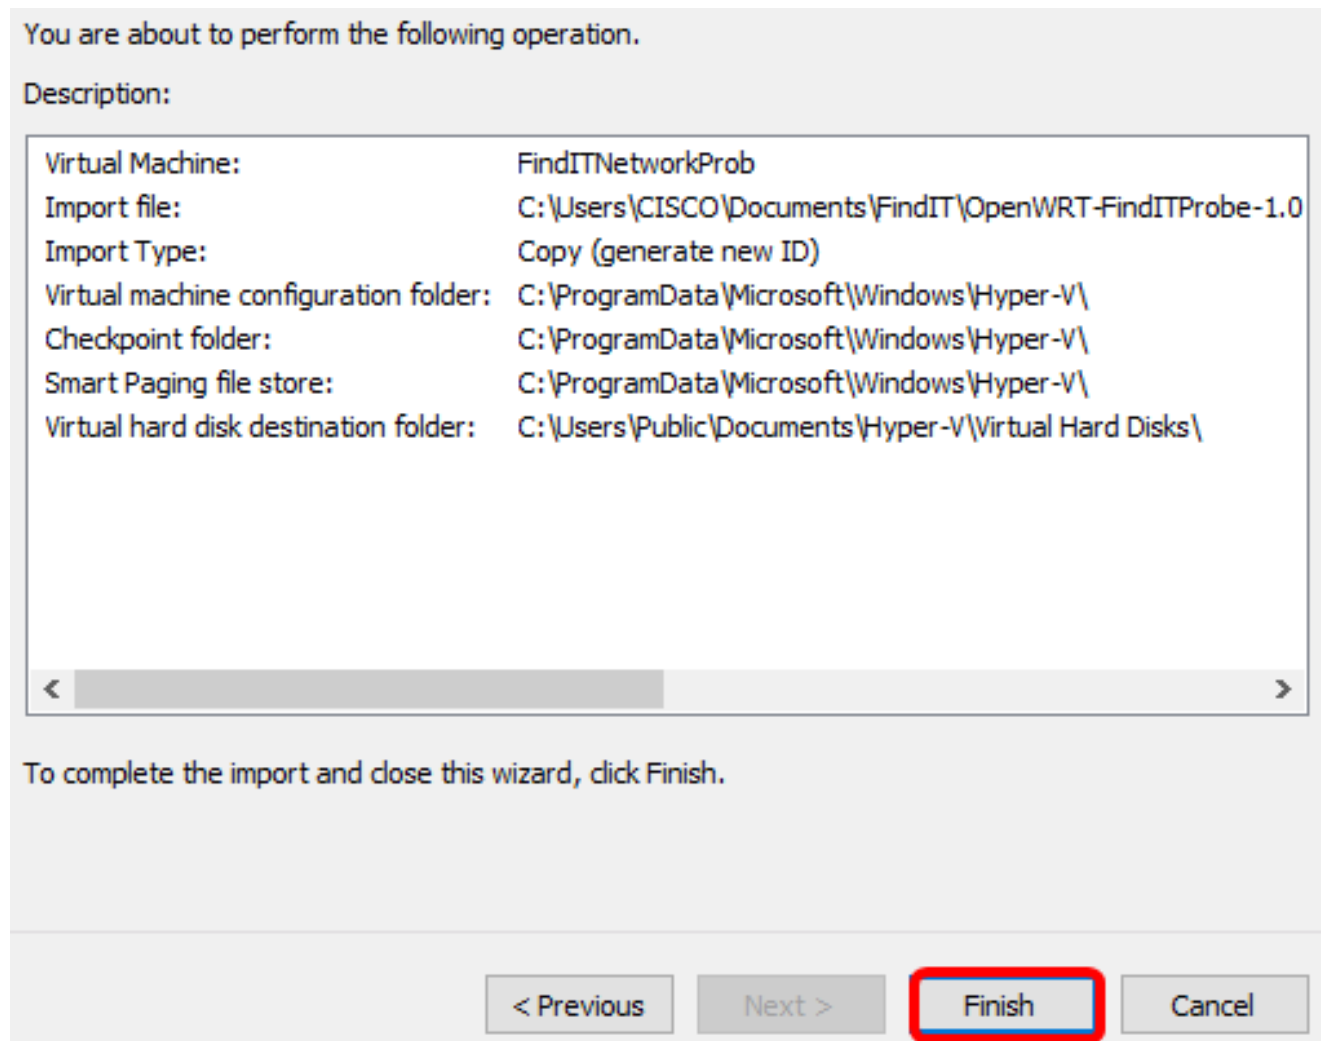 You are about to perform the following operation.
Description:
Virtual Machine: FindITNetworkProb
Import file: C:\Users\CISCO\Documents\FindIT\OpenWRT-FindITProbe-1.0
Import Type: Copy (generate new ID)
Virtual machine configuration folder: C:\ProgramData\Microsoft\Windows\Hyper-V\
Checkpoint folder: C:\ProgramData\Microsoft\Windows\Hyper-V\
Smart Paging file store: C:\ProgramData\Microsoft\Windows\Hyper-V\
Virtual hard disk destination folder: C:\Users\Public\Documents\Hyper-V\Virtual Hard Disks\
To complete the import and close this wizard, click Finish.
< Previous Next > Finish Cancel